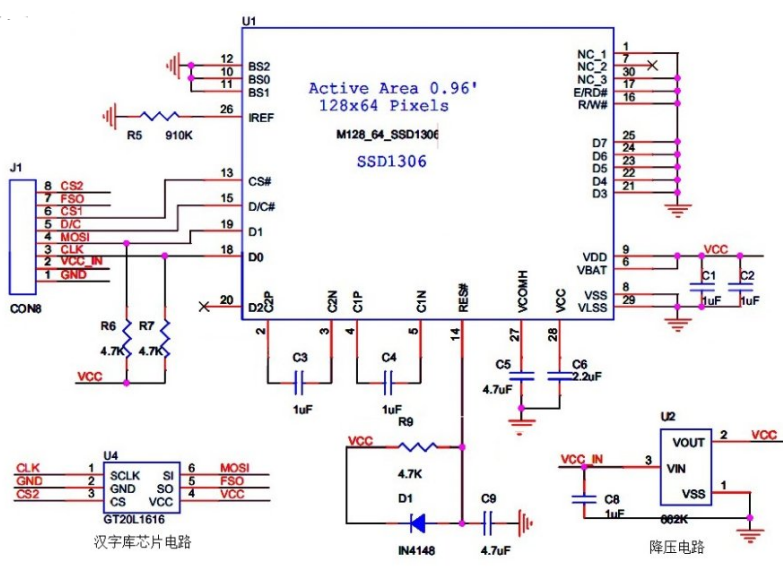 U1
12 BS2
10 BS0
11 BS1
26 IREF
R5 910K
Active Area 0.96'
128x64 Pixels
M128_64_SSD1306
SSD1306
NC_1 1
NC_2 7
NC_3 30
E/RD# 17
R/W# 16
D7 25
D6 24
D5 23
D4 22
D3 21
J1
8 CS2
7 FSO
6 CS1
5 D/C
4 MOSI
3 CLK
2 VCC_IN
1 GND
CON8
13 CS#
15 D/C#
19 D1
18 D0
20 D2
VDD 9
VBAT 6
VSS 8
VLSS 29
VCC
C1
1uF
C2
1uF
C2P
C2N
C1P
C1N
RES#
VCOMH
VCC
2
3
4
5
14
27
28
R6
4.7K
R7
4.7K
VCC
C3
1uF
C4
1uF
C5
4.7uF
C6
2.2uF
R9
VCC
4.7K
D1
IN4148
C9
4.7uF
U4
CLK 1 SCLK SI 6 MOSI
GND 2 GND SO 5 FSO
CS2 3 CS VCC 4 VCC
GT20L1616
汉字库芯片电路
U2
VCC_IN 3 VIN
VOUT 2 VCC
VSS 1
C8
1uF
662K
降压电路